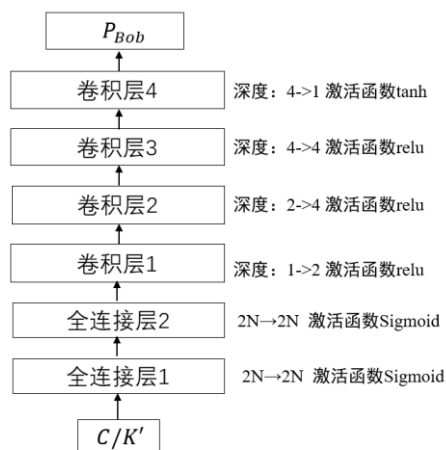 P_Bob
卷积层4 深度：4->1 激活函数tanh
卷积层3 深度：4->4 激活函数relu
卷积层2 深度：2->4 激活函数relu
卷积层1 深度：1->2 激活函数relu
全连接层2 2N→2N 激活函数Sigmoid
全连接层1 2N→2N 激活函数Sigmoid
C/K′